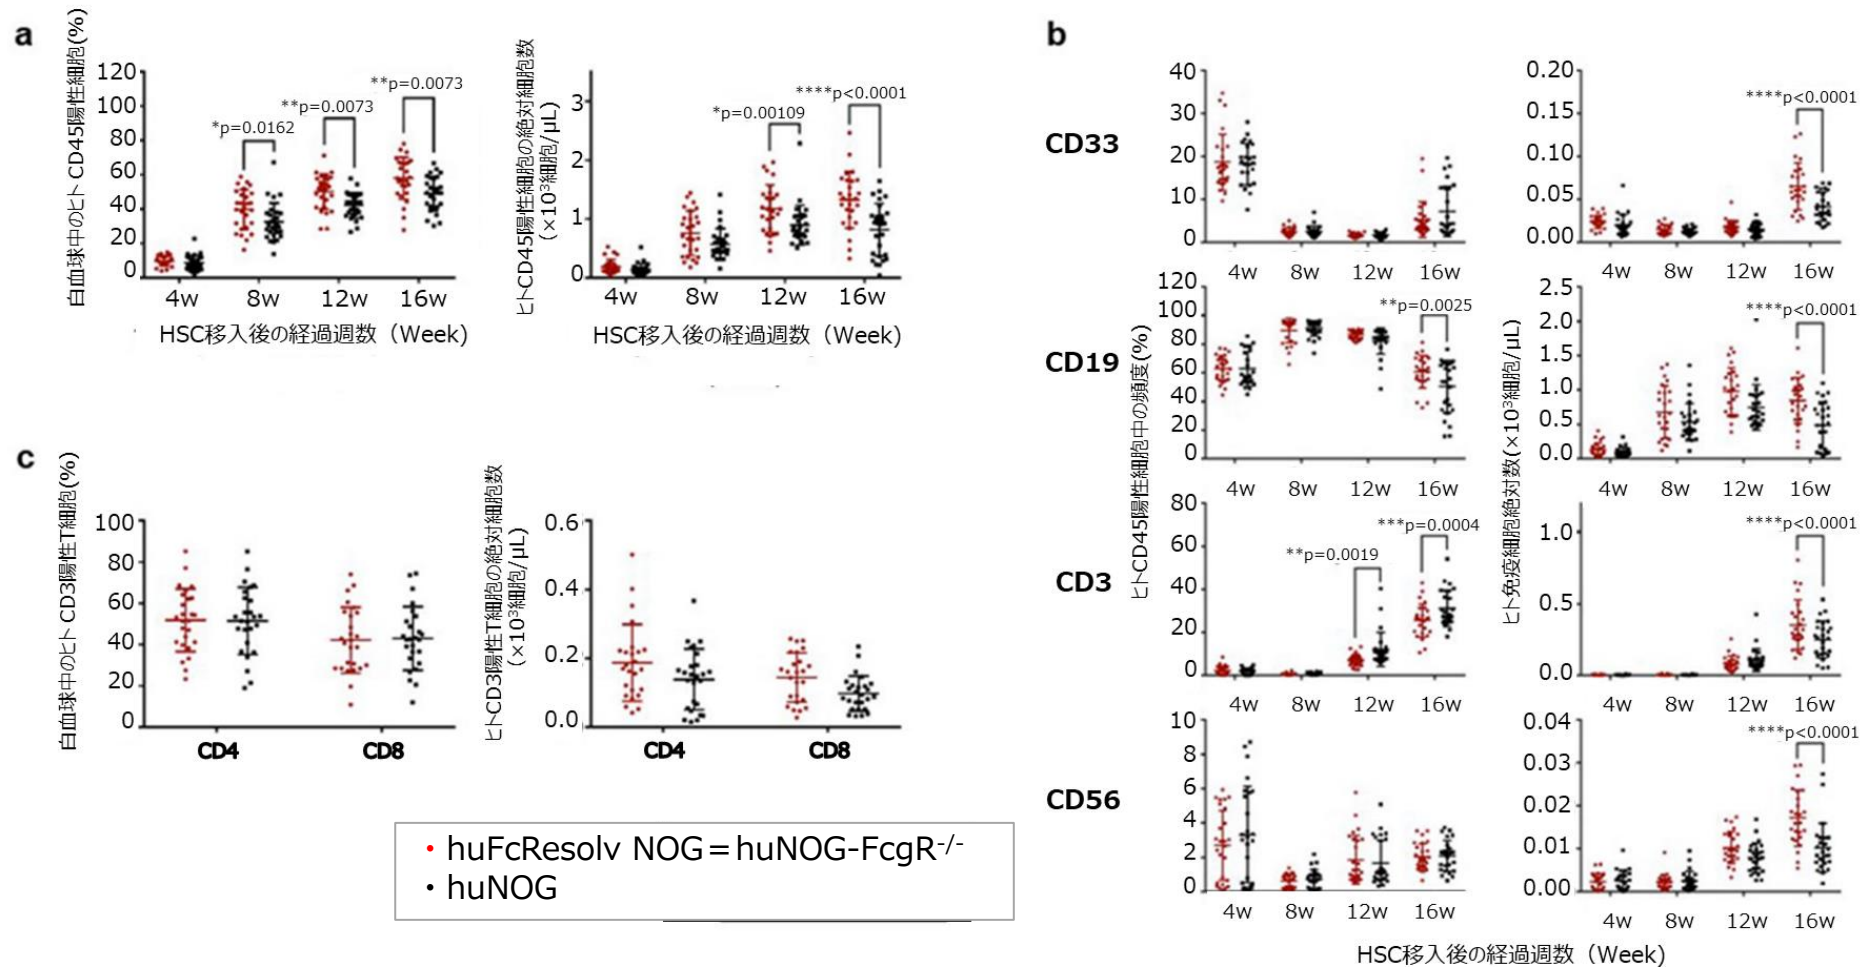 a
白血球中のヒト CD45陽性細胞(%)
120
100
80
60
40
20
0
*p=0.0162
**p=0.0073
**p=0.0073
4w 8w 12w 16w
HSC移入後の経過週数（Week)
ヒトCD45陽性細胞の絶対細胞数
(×10³細胞/μL)
3
2
1
0
*p=0.00109
****p<0.0001
4w 8w 12w 16w
HSC移入後の経過週数（Week)
b
CD33
CD19
CD3
CD56
ヒトCD45陽性細胞中の頻度(%)
40
30
20
10
0
4w 8w 12w 16w
120
100
80
60
40
20
0
**p=0.0025
4w 8w 12w 16w
80
60
40
20
0
**p=0.0019
***p=0.0004
4w 8w 12w 16w
10
8
6
4
2
0
4w 8w 12w 16w
ヒト免疫細胞絶対数(×10³細胞/μL)
0.20
0.15
0.10
0.05
0.00
****p<0.0001
4w 8w 12w 16w
2.5
2.0
1.5
1.0
0.5
0.0
****p<0.0001
4w 8w 12w 16w
1.0
0.5
0.0
****p<0.0001
4w 8w 12w 16w
0.04
0.03
0.02
0.01
0.00
****p<0.0001
4w 8w 12w 16w
HSC移入後の経過週数（Week)
c
白血球中のヒト CD3陽性T細胞(%)
100
80
60
40
20
0
CD4 CD8
ヒトCD3陽性T細胞の絶対細胞数
(×10³細胞/μL)
0.6
0.4
0.2
0.0
CD4 CD8
・huFcResolv NOG＝huNOG-FcgR-/-
・huNOG